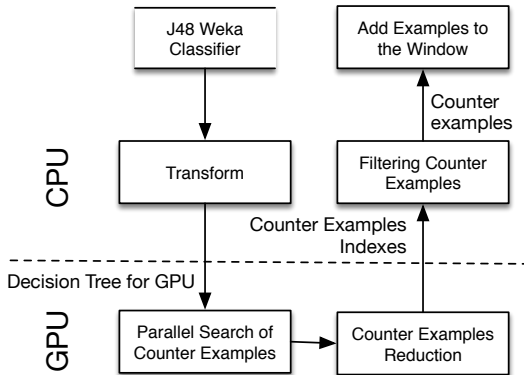 J48 Weka
Classifier
Add Examples to
the Window
Counter
examples
CPU
Transform
Filtering Counter
Examples
Counter Examples
Indexes
Decision Tree for GPU
GPU
Parallel Search of
Counter Examples
Counter Examples
Reduction